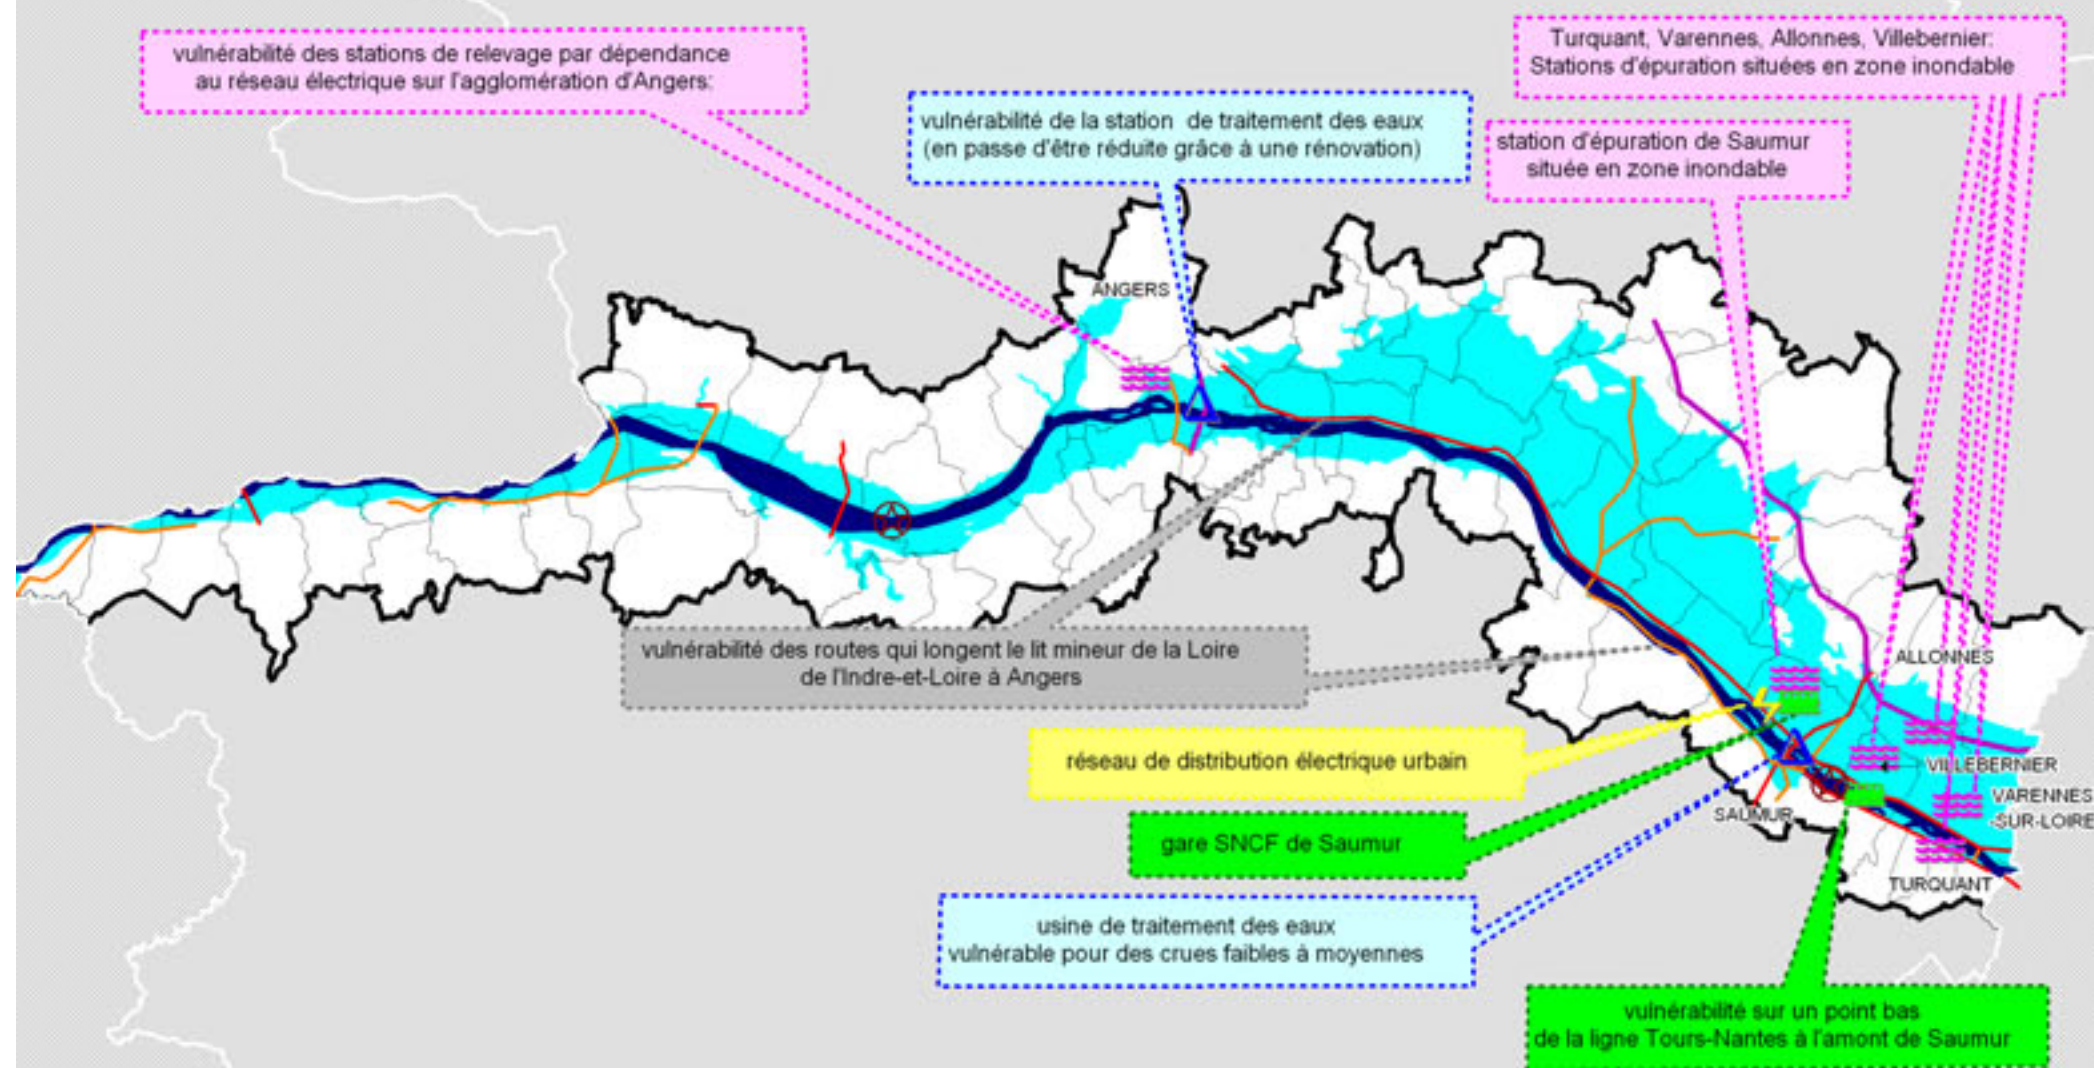 vulnérabilité des stations de relevage par dépendance
au réseau électrique sur l'agglomération d'Angers:
Turquant, Varennes, Allonnes, Villebernier:
Stations d'épuration situées en zone inondable
vulnérabilité de la station de traitement des eaux
(en passe d'être réduite grâce à une rénovation)
station d'épuration de Saumur
située en zone inondable
ANGERS
vulnérabilité des routes qui longent le lit mineur de la Loire
de l'Indre-et-Loire à Angers
ALLONNES
réseau de distribution électrique urbain
VILLEBERNIER
VARENNES
-SUR-LOIRE
SAUMUR
gare SNCF de Saumur
TURQUANT
usine de traitement des eaux
vulnérable pour des crues faibles à moyennes
vulnérabilité sur un point bas
de la ligne Tours-Nantes à l'amont de Saumur